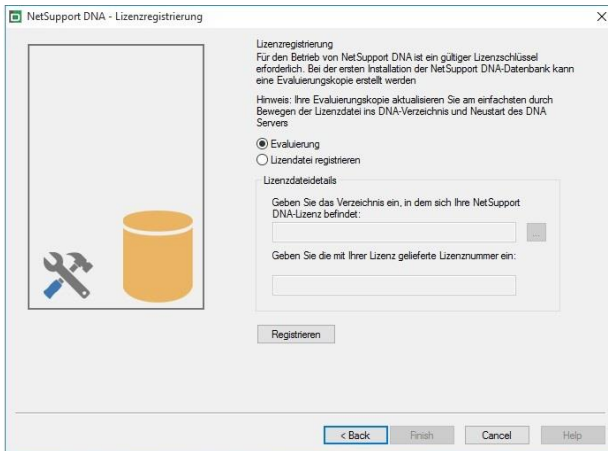 NetSupport DNA - Lizenzregistrierung
Lizenzregistrierung
Für den Betrieb von NetSupport DNA ist ein gültiger Lizenzschlüssel
erforderlich. Bei der ersten Installation der NetSupport DNA-Datenbank kann
eine Evaluierungskopie erstellt werden
Hinweis: Ihre Evaluierungskopie aktualisieren Sie am einfachsten durch
Bewegen der Lizenzdatei ins DNA-Verzeichnis und Neustart des DNA
Servers
Evaluierung
Lizendatei registrieren
Lizenzdateidetails
Geben Sie das Verzeichnis ein, in dem sich Ihre NetSupport
DNA-Lizenz befindet:
...
Geben Sie die mit Ihrer Lizenz gelieferte Lizenznummer ein:
Registrieren
< Back Finish Cancel Help